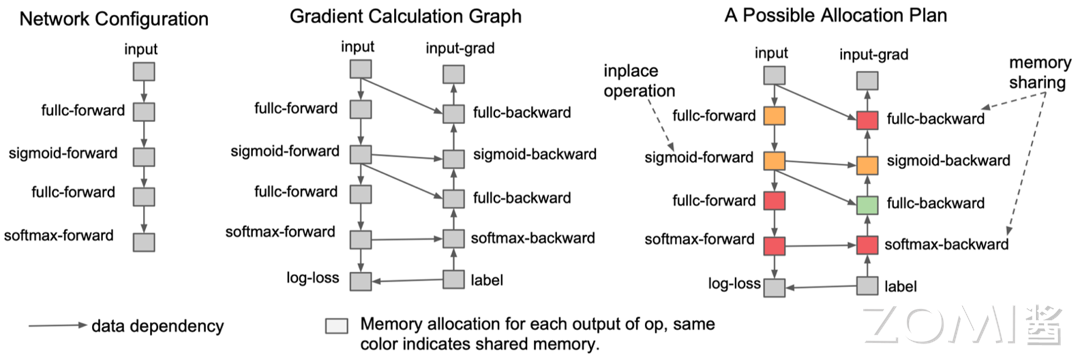 Network Configuration
input
fullc-forward
sigmoid-forward
fullc-forward
softmax-forward
Gradient Calculation Graph
input
input-grad
fullc-forward
fullc-backward
sigmoid-forward
sigmoid-backward
fullc-forward
fullc-backward
softmax-forward
softmax-backward
log-loss
label
A Possible Allocation Plan
input
input-grad
inplace
operation
memory
sharing
fullc-forward
fullc-backward
sigmoid-forward
sigmoid-backward
fullc-forward
fullc-backward
softmax-forward
softmax-backward
log-loss
label
data dependency
Memory allocation for each output of op, same
color indicates shared memory.
ZOMI酱